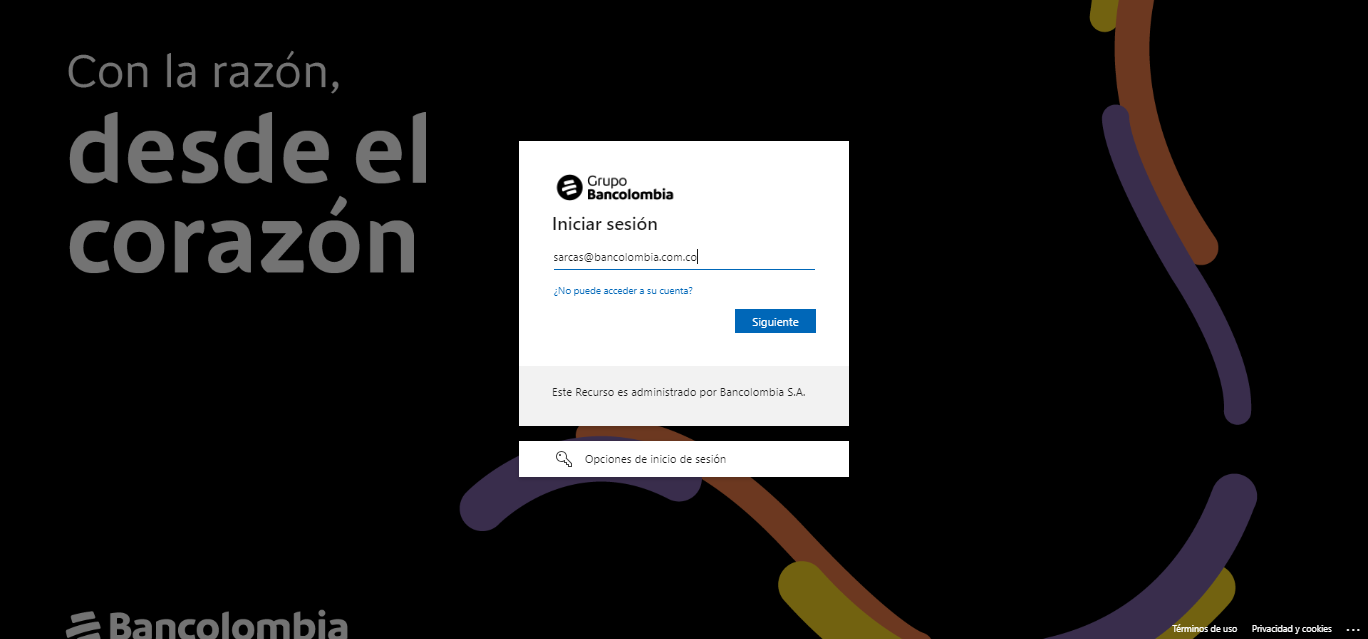 Con la razón,
desde el
corazón
Grupo
Bancolombia
Iniciar sesión
sarcas@bancolombia.com.co
¿No puede acceder a su cuenta?
Siguiente
Este Recurso es administrado por Bancolombia S.A.
Opciones de inicio de sesión
Bancolombia
Términos de uso
Privacidad y cookies
...